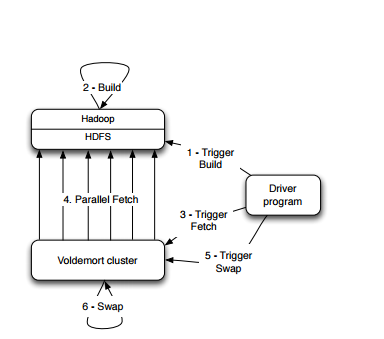 2 - Build
Hadoop
HDFS
1 - Trigger
Build
Driver
program
4. Parallel Fetch
3 - Trigger
Fetch
5 - Trigger
Swap
Voldemort cluster
6 - Swap